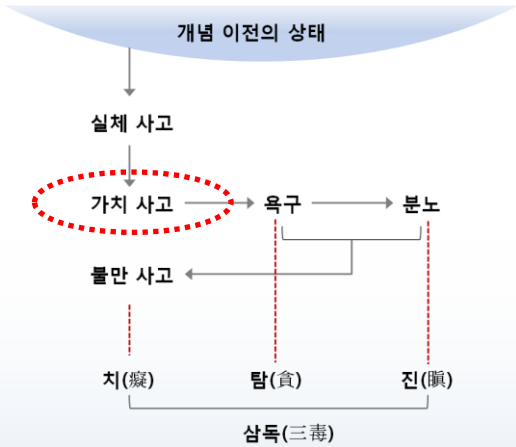 개념 이전의 상태
실체 사고
가치 사고
욕구
분노
불만 사고
치(癡)
탐(貪)
진(瞋)
삼독(三毒)